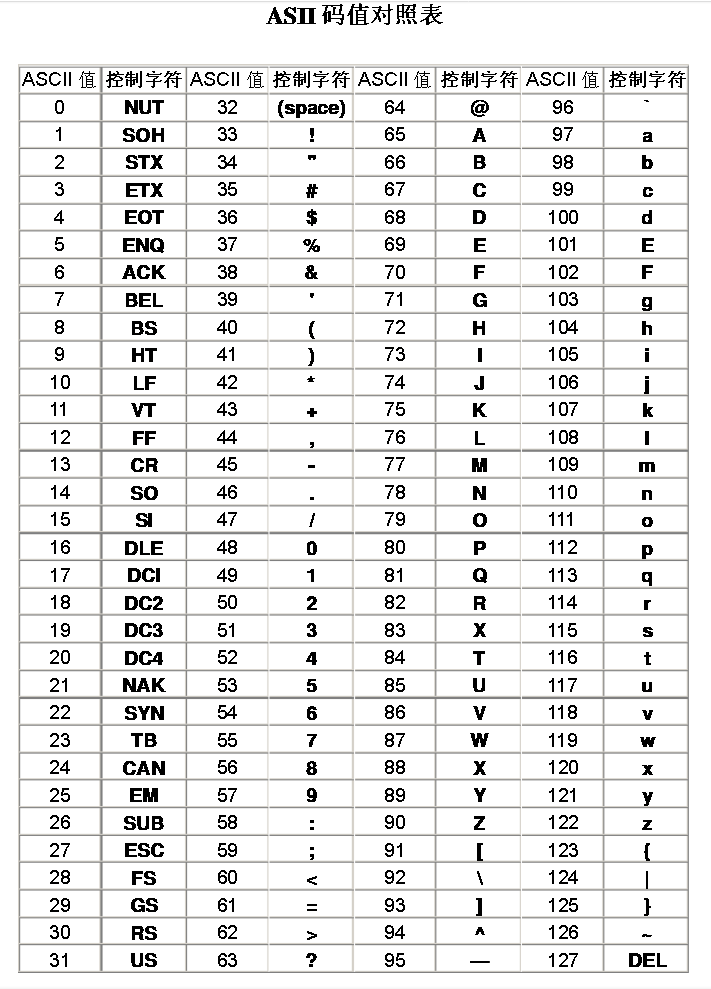 ASII 码值对照表
ASCII 值 控制字符 ASCII 值 控制字符 ASCII 值 控制字符 ASCII 值 控制字符
0 NUT 32 (space) 64 @ 96 `
1 SOH 33 ! 65 A 97 a
2 STX 34 " 66 B 98 b
3 ETX 35 # 67 C 99 c
4 EOT 36 $ 68 D 100 d
5 ENQ 37 % 69 E 101 E
6 ACK 38 & 70 F 102 F
7 BEL 39 ' 71 G 103 g
8 BS 40 ( 72 H 104 h
9 HT 41 ) 73 I 105 i
10 LF 42 * 74 J 106 j
11 VT 43 + 75 K 107 k
12 FF 44 , 76 L 108 l
13 CR 45 - 77 M 109 m
14 SO 46 . 78 N 110 n
15 SI 47 / 79 O 111 o
16 DLE 48 0 80 P 112 p
17 DCI 49 1 81 Q 113 q
18 DC2 50 2 82 R 114 r
19 DC3 51 3 83 X 115 s
20 DC4 52 4 84 T 116 t
21 NAK 53 5 85 U 117 u
22 SYN 54 6 86 V 118 v
23 TB 55 7 87 W 119 w
24 CAN 56 8 88 X 120 x
25 EM 57 9 89 Y 121 y
26 SUB 58 : 90 Z 122 z
27 ESC 59 ; 91 [ 123 {
28 FS 60 < 92 \ 124 |
29 GS 61 = 93 ] 125 }
30 RS 62 > 94 ^ 126 ~
31 US 63 ? 95 — 127 DEL